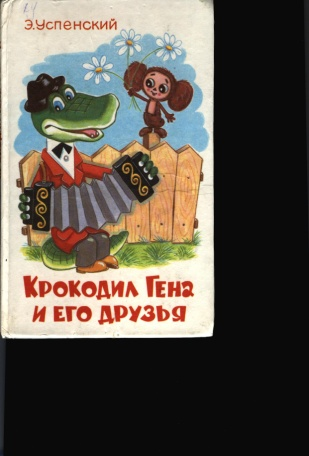 Э.Успенский
Крокодил Гена
и его друзья